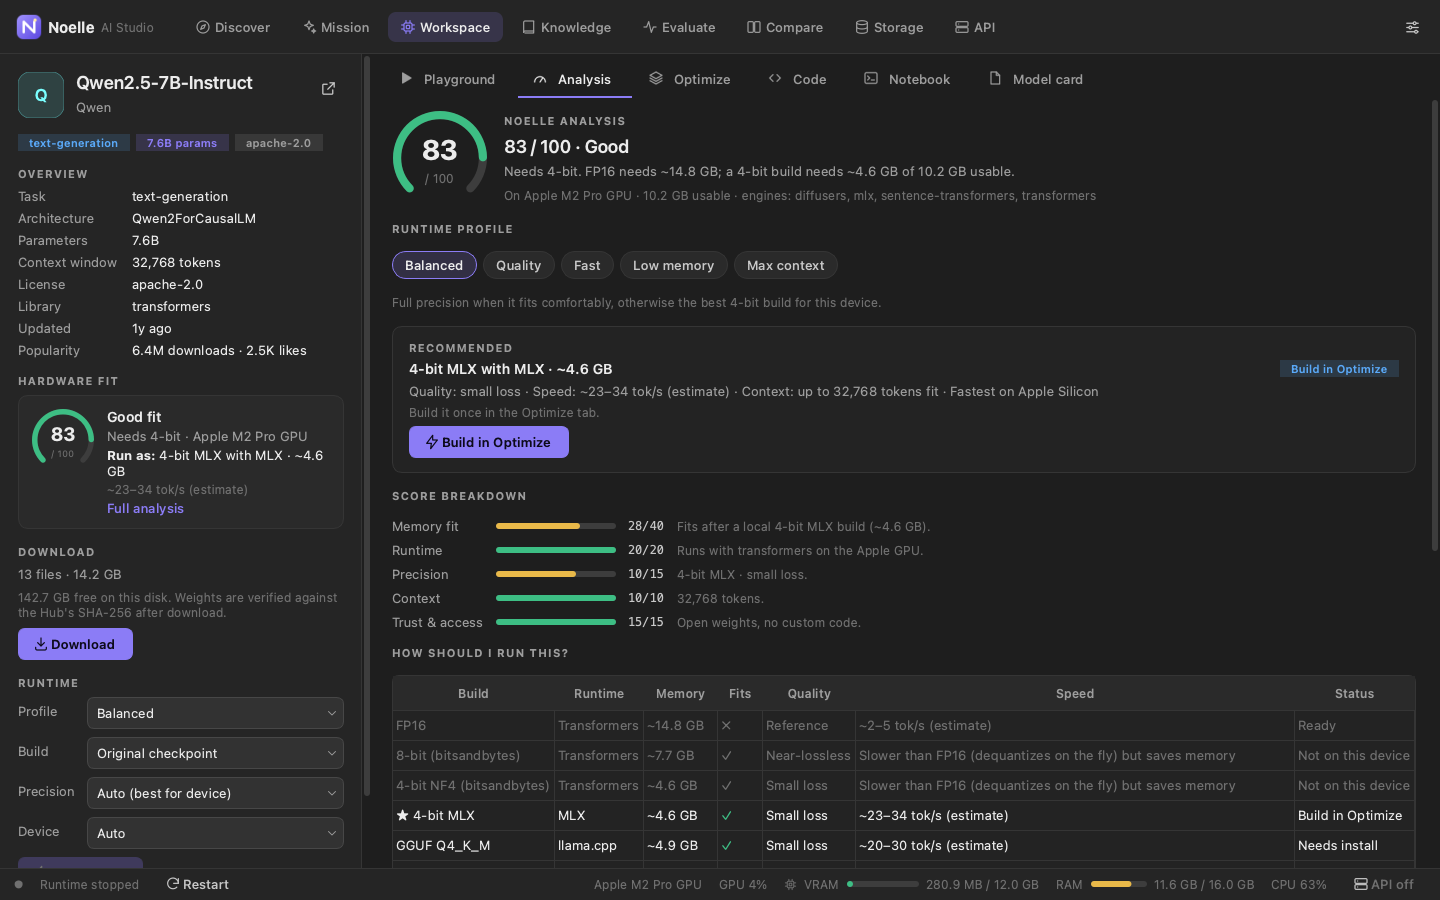 Noelle AI Studio
Discover
Mission
Workspace
Knowledge
Evaluate
Compare
Storage
API
Q
Qwen2.5-7B-Instruct
Qwen
text-generation
7.6B params
apache-2.0
OVERVIEW
Task text-generation
Architecture Qwen2ForCausalLM
Parameters 7.6B
Context window 32,768 tokens
License apache-2.0
Library transformers
Updated 1y ago
Popularity 6.4M downloads · 2.5K likes
HARDWARE FIT
83
/ 100
Good fit
Needs 4-bit · Apple M2 Pro GPU
Run as: 4-bit MLX with MLX · ~4.6
GB
~23–34 tok/s (estimate)
Full analysis
DOWNLOAD
13 files · 14.2 GB
142.7 GB free on this disk. Weights are verified against
the Hub's SHA-256 after download.
Download
RUNTIME
Profile Balanced
Build Original checkpoint
Precision Auto (best for device)
Device Auto
Playground
Analysis
Optimize
Code
Notebook
Model card
83
/ 100
NOELLE ANALYSIS
83 / 100 · Good
Needs 4-bit. FP16 needs ~14.8 GB; a 4-bit build needs ~4.6 GB of 10.2 GB usable.
On Apple M2 Pro GPU · 10.2 GB usable · engines: diffusers, mlx, sentence-transformers, transformers
RUNTIME PROFILE
Balanced
Quality
Fast
Low memory
Max context
Full precision when it fits comfortably, otherwise the best 4-bit build for this device.
RECOMMENDED
4-bit MLX with MLX · ~4.6 GB
Build in Optimize
Quality: small loss · Speed: ~23–34 tok/s (estimate) · Context: up to 32,768 tokens fit · Fastest on Apple Silicon
Build it once in the Optimize tab.
Build in Optimize
SCORE BREAKDOWN
Memory fit 28/40 Fits after a local 4-bit MLX build (~4.6 GB).
Runtime 20/20 Runs with transformers on the Apple GPU.
Precision 10/15 4-bit MLX · small loss.
Context 10/10 32,768 tokens.
Trust & access 15/15 Open weights, no custom code.
HOW SHOULD I RUN THIS?
Build Runtime Memory Fits Quality Speed Status
FP16 Transformers ~14.8 GB ✕ Reference ~2–5 tok/s (estimate) Ready
8-bit (bitsandbytes) Transformers ~7.7 GB ✓ Near-lossless Slower than FP16 (dequantizes on the fly) but saves memory Not on this device
4-bit NF4 (bitsandbytes) Transformers ~4.6 GB ✓ Small loss Slower than FP16 (dequantizes on the fly) but saves memory Not on this device
★ 4-bit MLX MLX ~4.6 GB ✓ Small loss ~23–34 tok/s (estimate) Build in Optimize
GGUF Q4_K_M llama.cpp ~4.9 GB ✓ Small loss ~20–30 tok/s (estimate) Needs install
Runtime stopped
Restart
Apple M2 Pro GPU
GPU 4%
VRAM 280.9 MB / 12.0 GB
RAM 11.6 GB / 16.0 GB
CPU 63%
API off